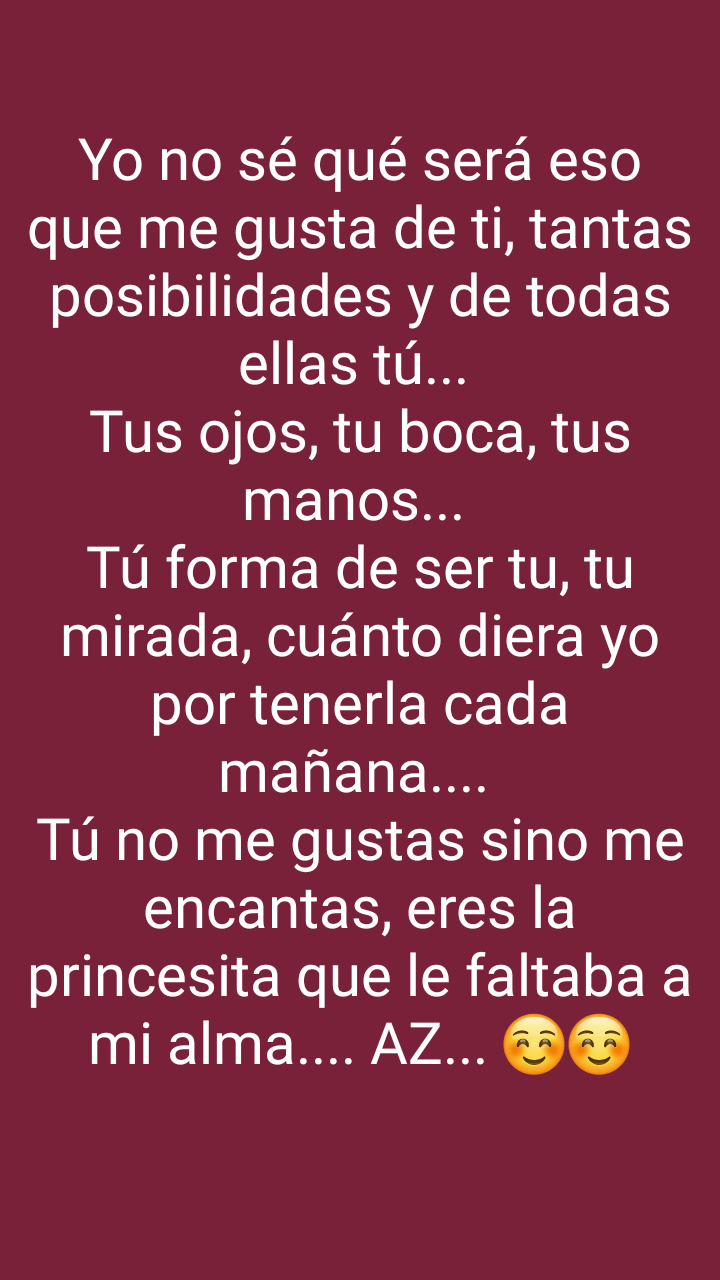 Yo no sé qué será eso
que me gusta de ti, tantas
posibilidades y de todas
ellas tú...
Tus ojos, tu boca, tus
manos...
Tú forma de ser tu, tu
mirada, cuánto diera yo
por tenerla cada
mañana....
Tú no me gustas sino me
encantas, eres la
princesita que le faltaba a
mi alma.... AZ... ☺️☺️